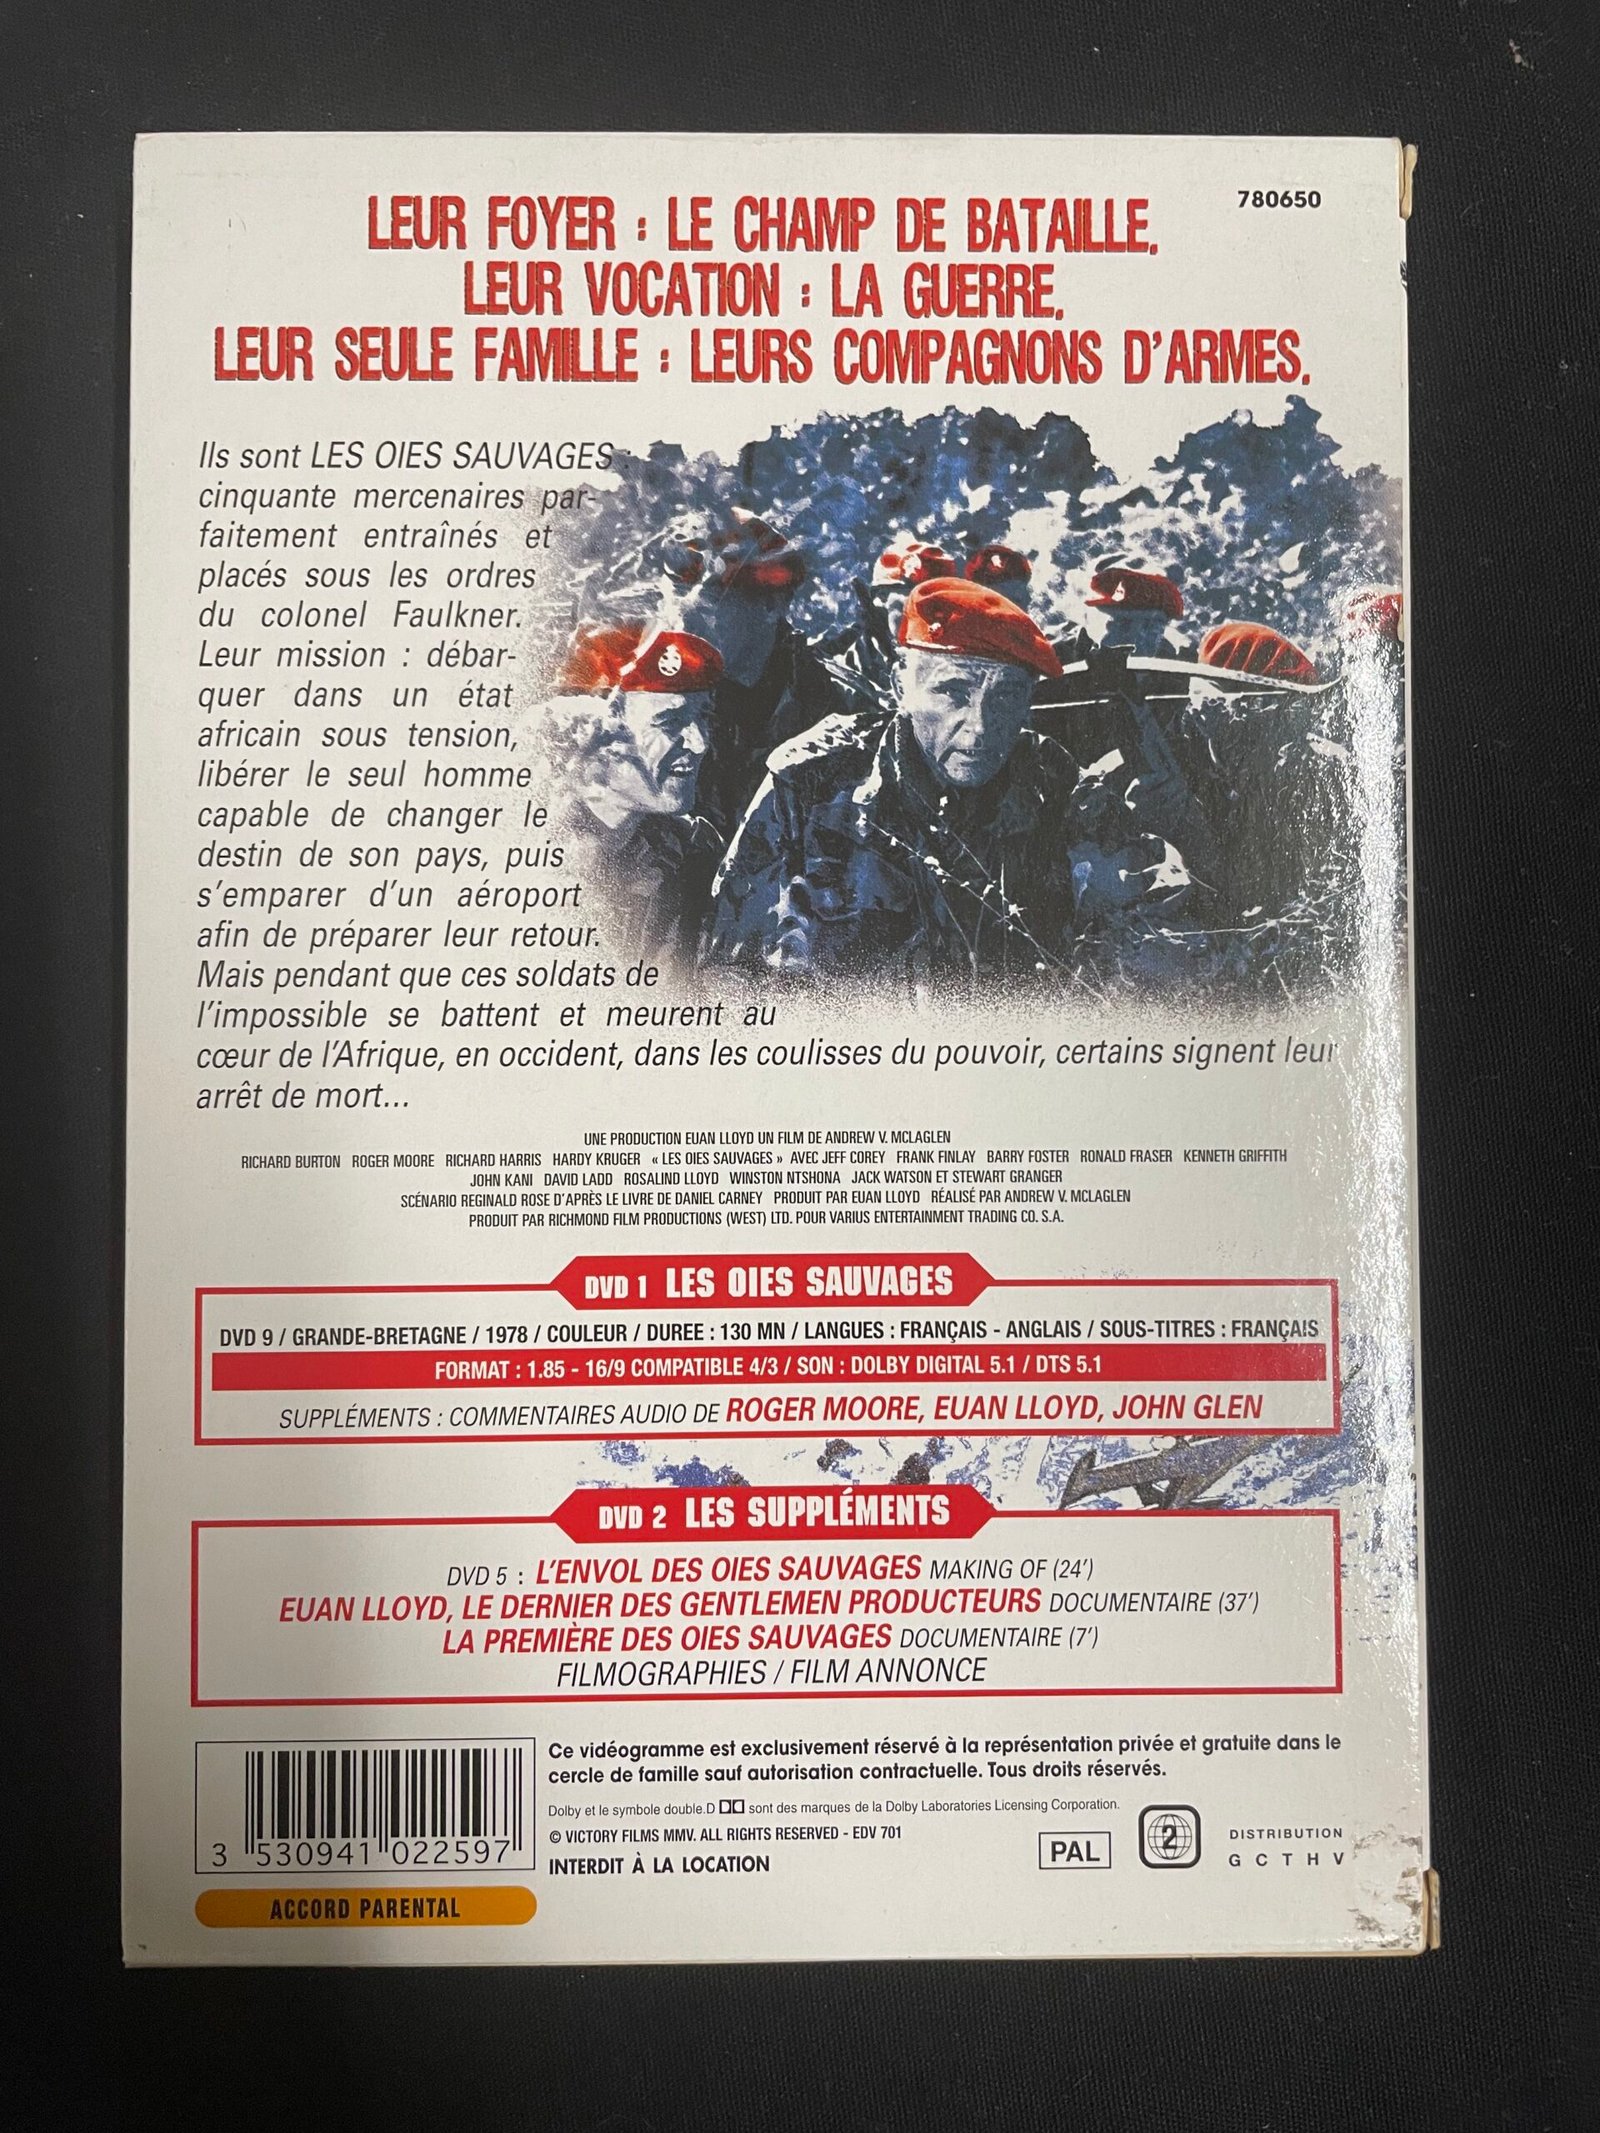 780650
LEUR FOYER : LE CHAMP DE BATAILLE.
LEUR VOCATION : LA GUERRE.
LEUR SEULE FAMILLE : LEURS COMPAGNONS D'ARMES.
Ils sont LES OIES SAUVAGES :
cinquante mercenaires par-
faitement entraînés et
placés sous les ordres
du colonel Faulkner.
Leur mission : débar-
quer dans un état
africain sous tension,
libérer le seul homme
capable de changer le
destin de son pays, puis
s'emparer d'un aéroport
afin de préparer leur retour.
Mais pendant que ces soldats de
l'impossible se battent et meurent au
cœur de l'Afrique, en occident, dans les coulisses du pouvoir, certains signent leur
arrêt de mort...
UNE PRODUCTION EUAN LLOYD UN FILM DE ANDREW V. MCLAGLEN
RICHARD BURTON ROGER MOORE RICHARD HARRIS HARDY KRUGER « LES OIES SAUVAGES » AVEC JEFF COREY FRANK FINLAY BARRY FOSTER RONALD FRASER KENNETH GRIFFITH
JOHN KANI DAVID LADD ROSALIND LLOYD WINSTON NTSHONA JACK WATSON ET STEWART GRANGER
SCÉNARIO REGINALD ROSE D'APRÈS LE LIVRE DE DANIEL CARNEY PRODUIT PAR EUAN LLOYD RÉALISÉ PAR ANDREW V. MCLAGLEN
PRODUIT PAR RICHMOND FILM PRODUCTIONS (WEST) LTD. POUR VARIUS ENTERTAINMENT TRADING CO. S.A.
DVD 1 LES OIES SAUVAGES
DVD 9 / GRANDE-BRETAGNE / 1978 / COULEUR / DUREE : 130 MN / LANGUES : FRANÇAIS - ANGLAIS / SOUS-TITRES : FRANÇAIS
FORMAT : 1.85 - 16/9 COMPATIBLE 4/3 / SON : DOLBY DIGITAL 5.1 / DTS 5.1
SUPPLÉMENTS : COMMENTAIRES AUDIO DE ROGER MOORE, EUAN LLOYD, JOHN GLEN
DVD 2 LES SUPPLÉMENTS
DVD 5 : L'ENVOL DES OIES SAUVAGES MAKING OF (24')
EUAN LLOYD, LE DERNIER DES GENTLEMEN PRODUCTEURS DOCUMENTAIRE (37')
LA PREMIÈRE DES OIES SAUVAGES DOCUMENTAIRE (7')
FILMOGRAPHIES / FILM ANNONCE
Ce vidéogramme est exclusivement réservé à la représentation privée et gratuite dans le
cercle de famille sauf autorisation contractuelle. Tous droits réservés.
Dolby et le symbole double.D sont des marques de la Dolby Laboratories Licensing Corporation.
© VICTORY FILMS MMV. ALL RIGHTS RESERVED - EDV 701
INTERDIT À LA LOCATION
PAL
2
DISTRIBUTION
GCTHV
3 530941 022597
ACCORD PARENTAL